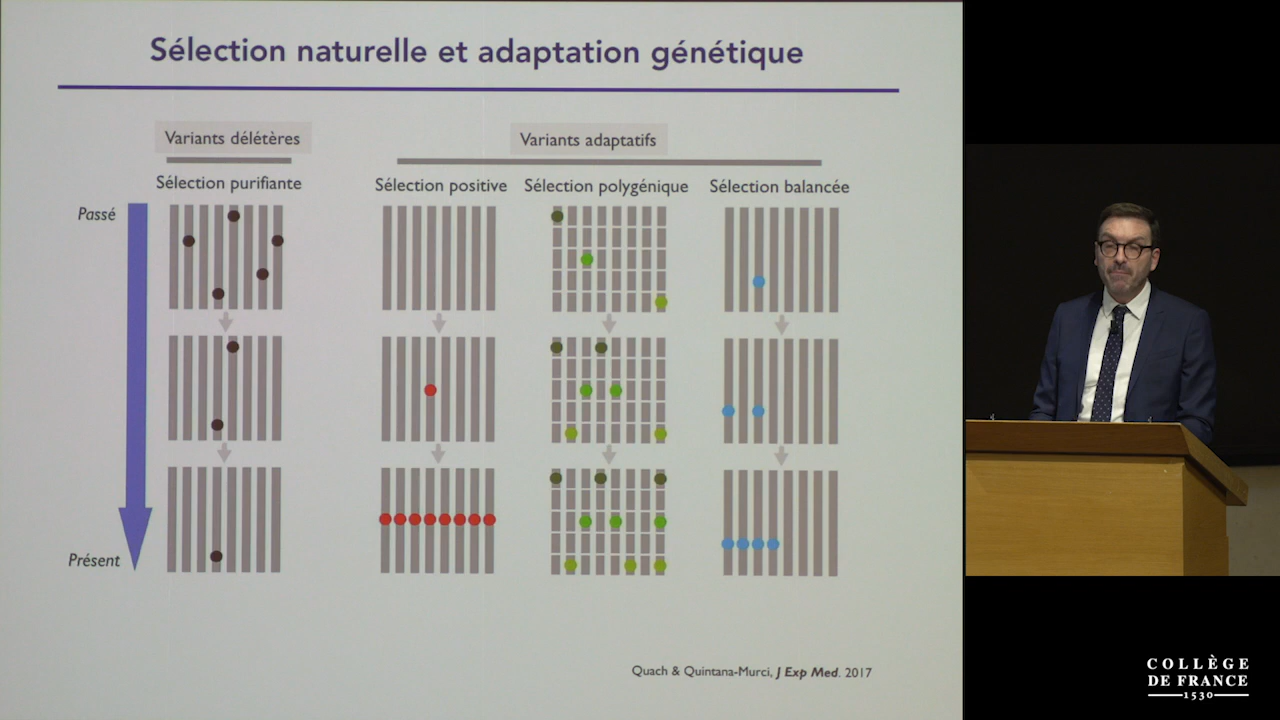 Sélection naturelle et adaptation génétique
Variants délétères
Variants adaptatifs
Sélection purifiante
Sélection positive
Sélection polygénique
Sélection balancée
Passé
Présent
Quach & Quintana-Murci, J Exp Med. 2017
COLLÈGE
DE FRANCE
1530